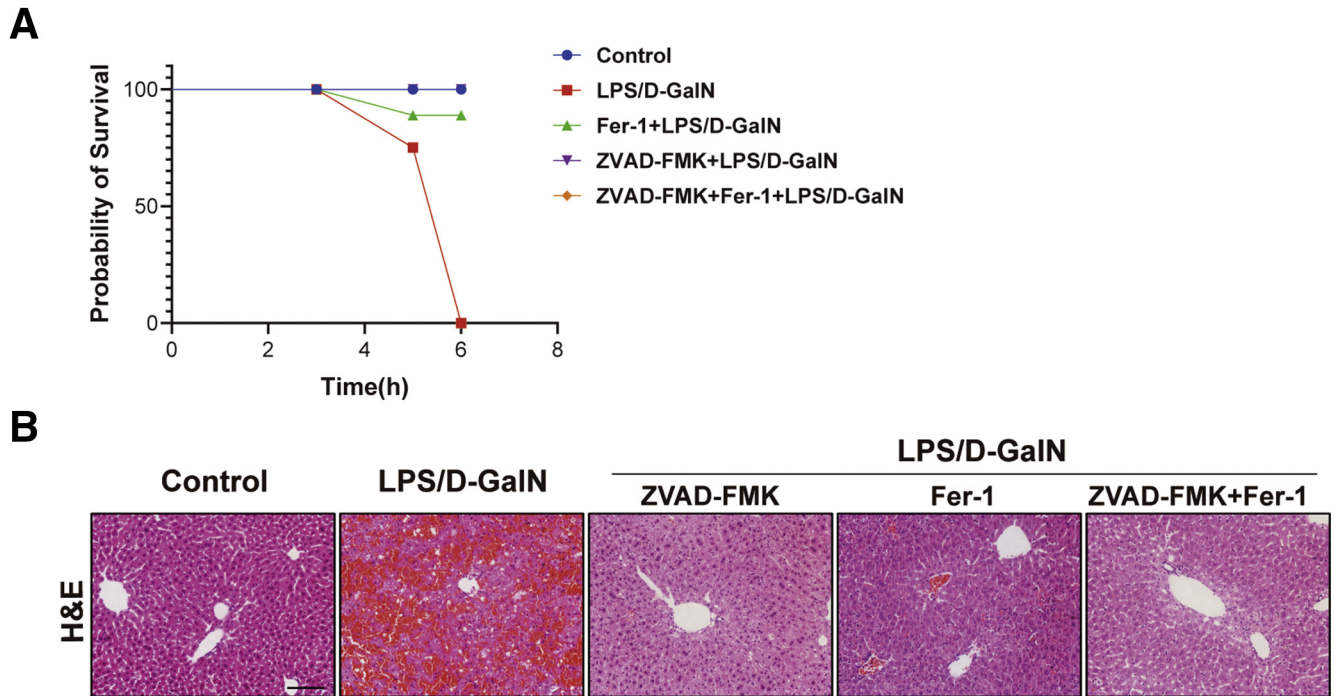 A
Control
LPS/D-GalN
Fer-1+LPS/D-GalN
ZVAD-FMK+LPS/D-GalN
ZVAD-FMK+Fer-1+LPS/D-GalN
Probability of Survival
100
50
0
0 2 4 6 8
Time(h)
B
LPS/D-GalN
Control LPS/D-GalN
ZVAD-FMK Fer-1 ZVAD-FMK+Fer-1
H&E